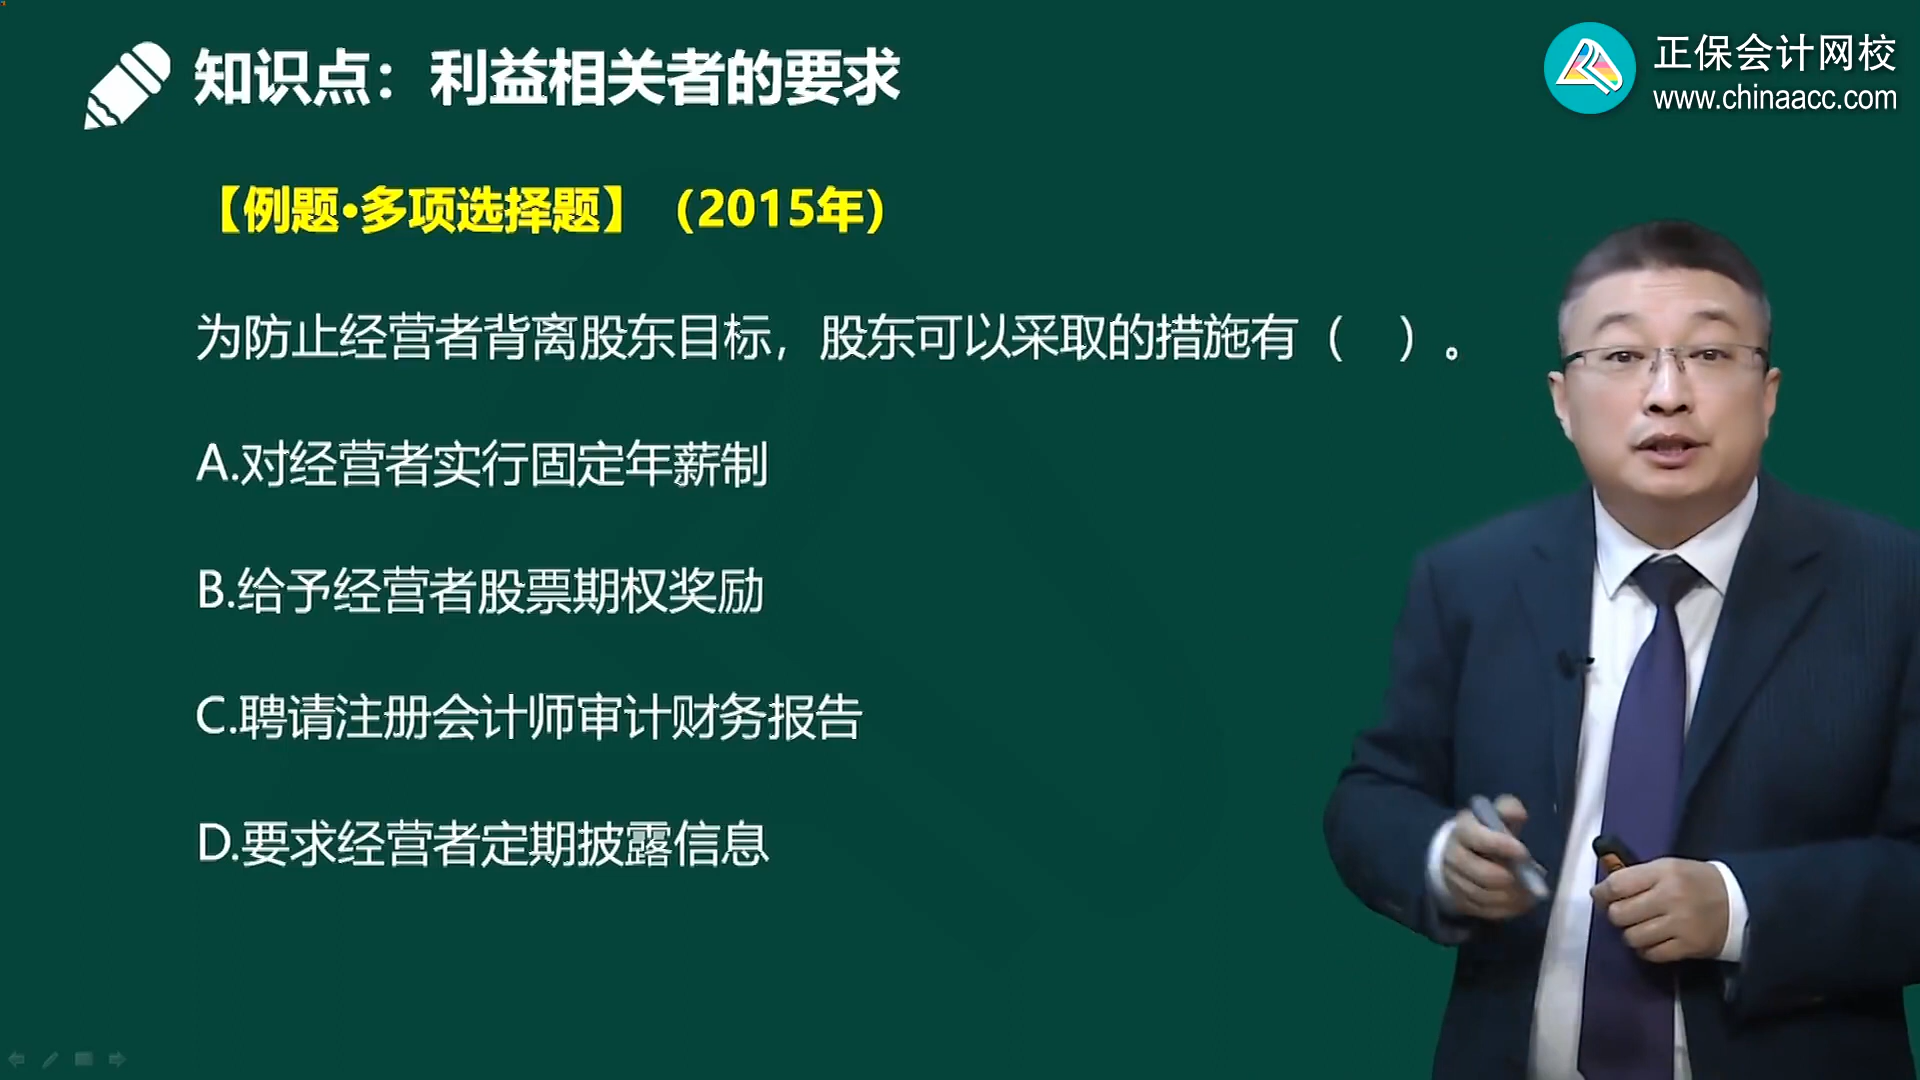 知识点：利益相关者的要求
正保会计网校
www.chinaacc.com
【例题•多项选择题】（2015年）
为防止经营者背离股东目标，股东可以采取的措施有（ ）。
A.对经营者实行固定年薪制
B.给予经营者股票期权奖励
C.聘请注册会计师审计财务报告
D.要求经营者定期披露信息